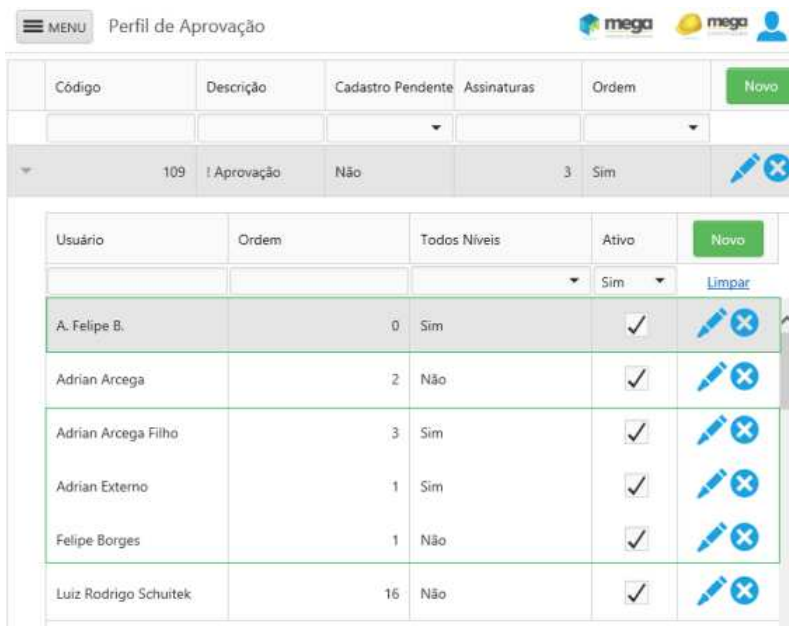 MENU Perfil de Aprovação mega mega
Código Descrição Cadastro Pendente Assinaturas Ordem Novo
109 ! Aprovação Não 3 Sim
Usuário Ordem Todos Níveis Ativo Novo
Sim Limpar
A. Felipe B. 0 Sim
Adrian Arcega 2 Não
Adrian Arcega Filho 3 Sim
Adrian Externo 1 Sim
Felipe Borges 1 Não
Luiz Rodrigo Schuitek 16 Não